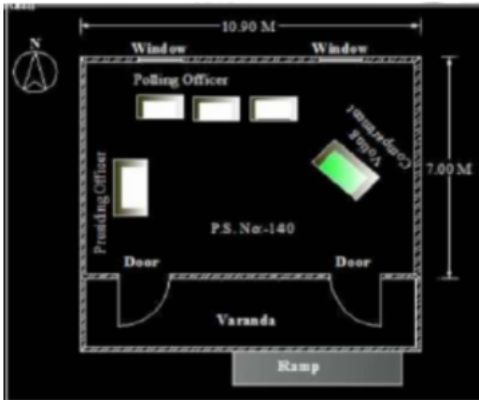 10.90 M
N
Window
Window
Polling Officer
Voting
Compartment
7.00 M
Presiding Officer
P.S. No:-140
Door
Door
Varanda
Ramp